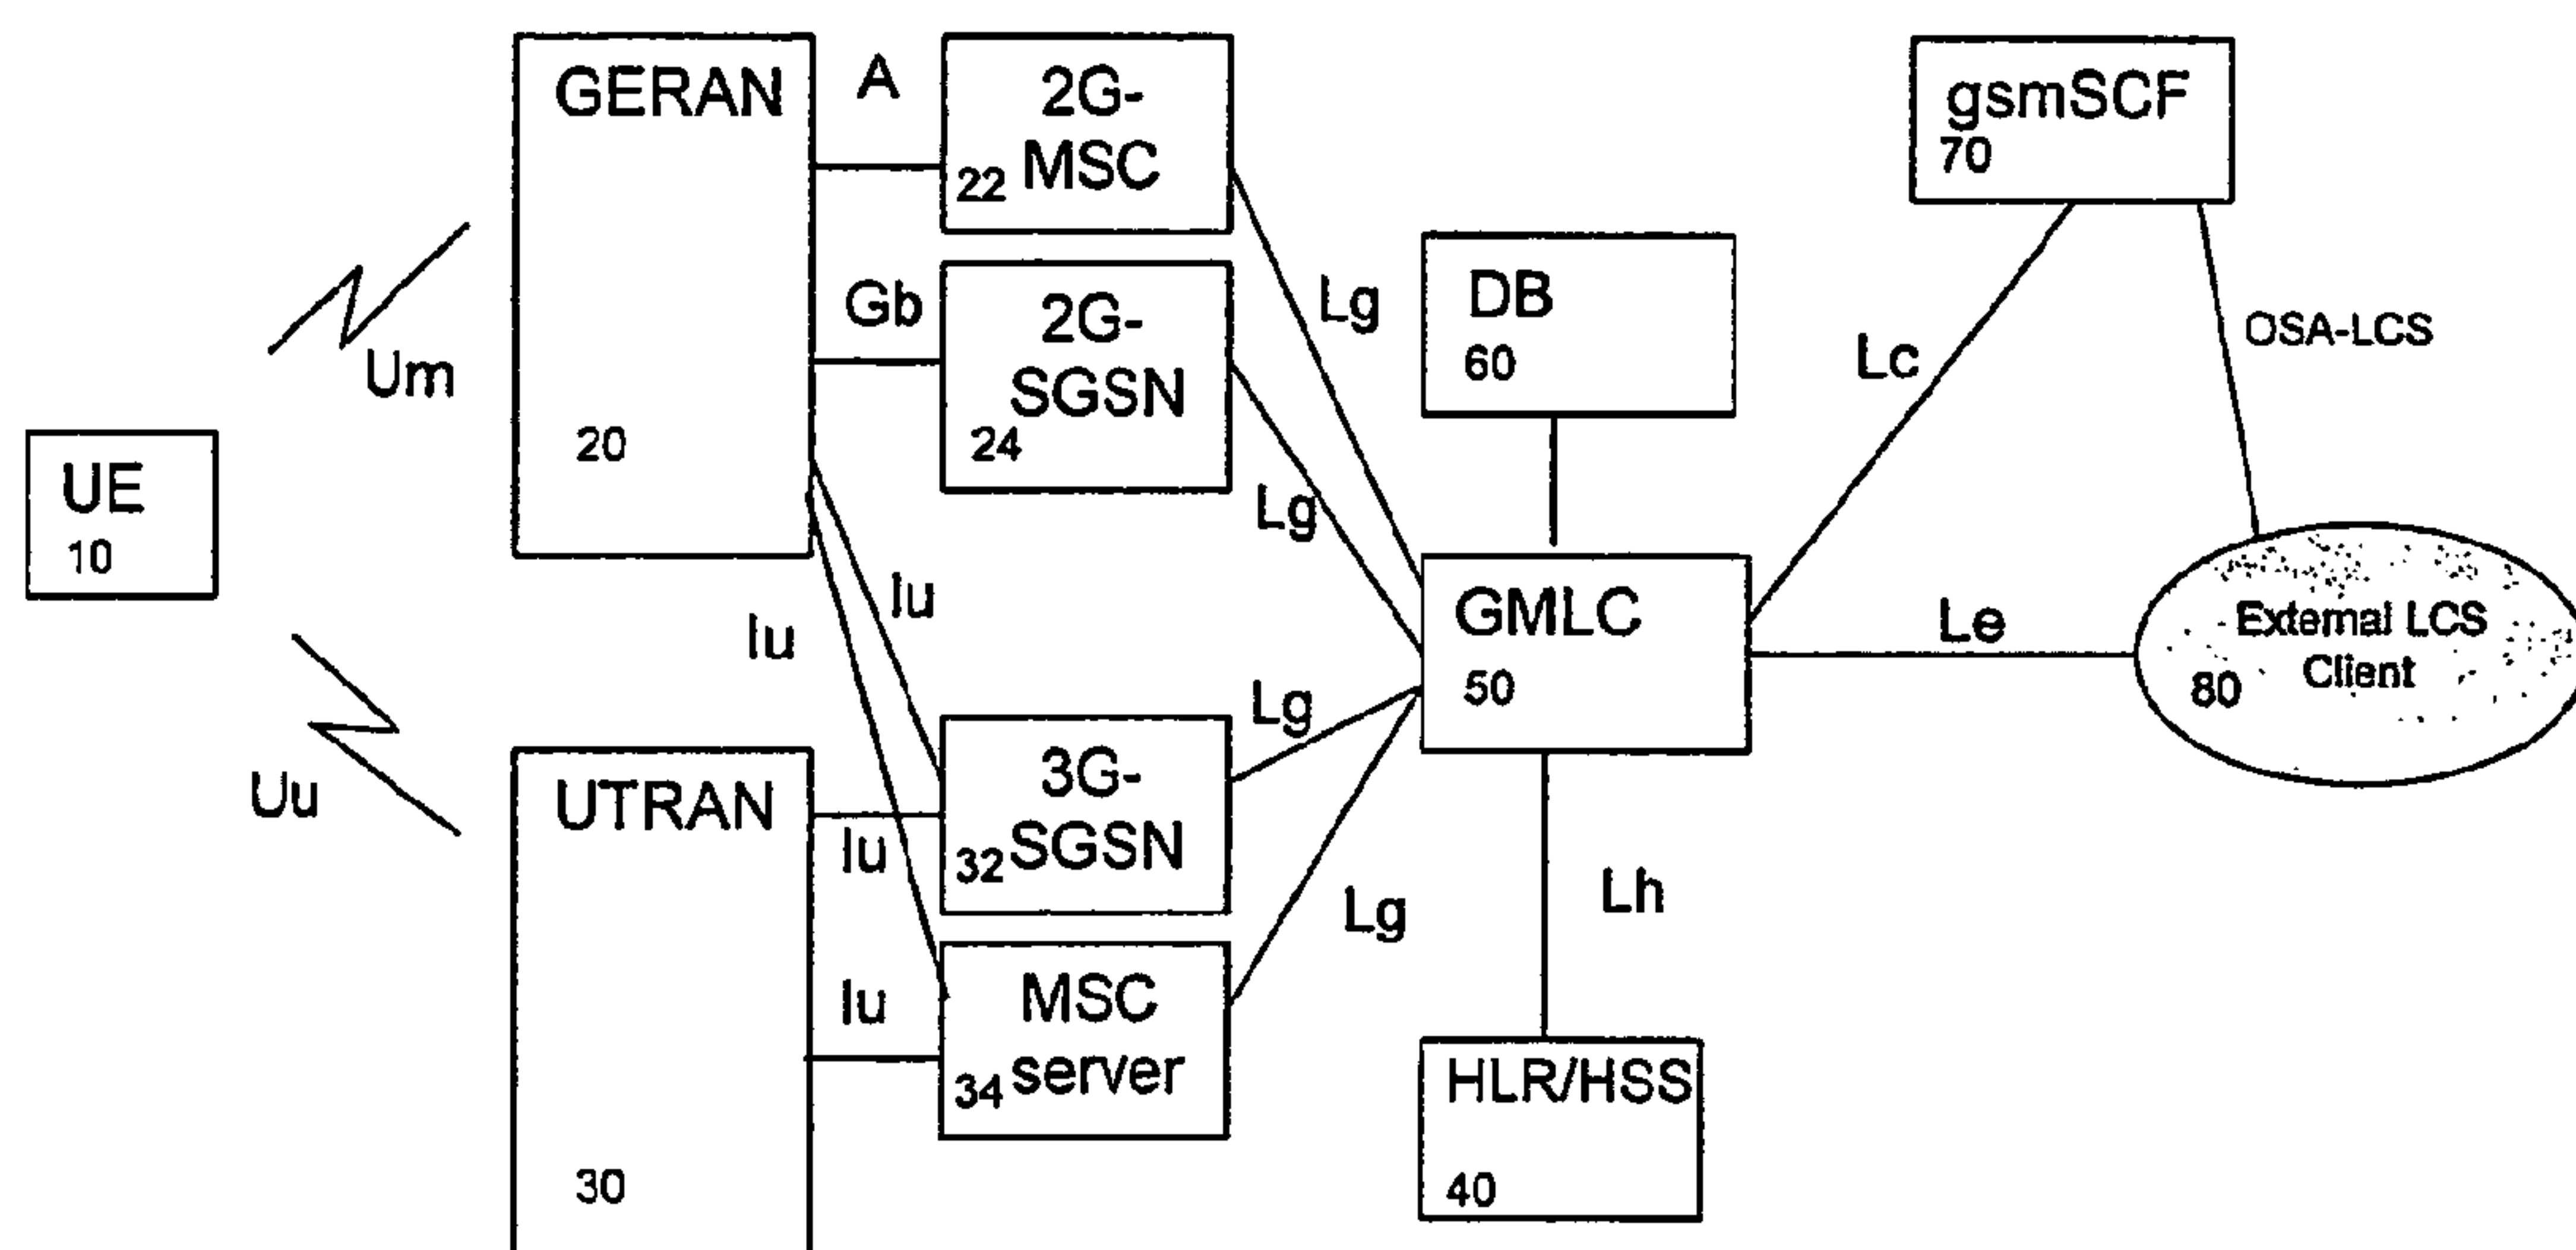 GERAN
20
A
2G-
MSC
22
Gb
2G-
SGSN
24
Um
UE
10
Uu
Iu
Iu
UTRAN
30
Iu
3G-
SGSN
32
Iu
MSC
server
34
Lg
Lg
Lg
Lg
DB
60
GMLC
50
Lh
HLR/HSS
40
gsmSCF
70
Lc
OSA-LCS
Le
External LCS
Client
80